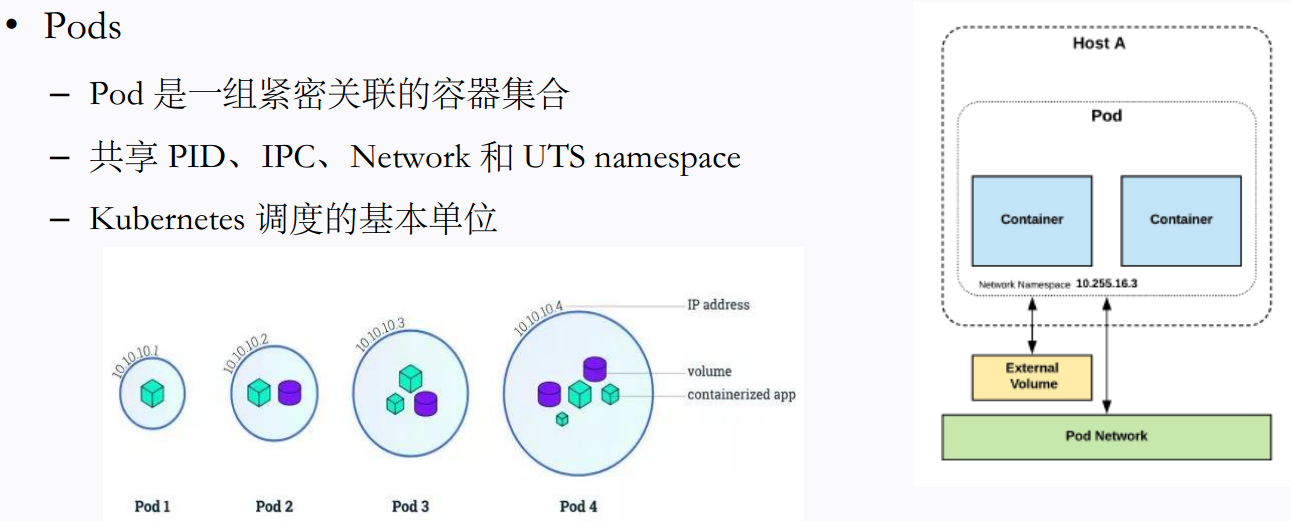 • Pods
– Pod 是一组紧密关联的容器集合
– 共享 PID、IPC、Network 和 UTS namespace
– Kubernetes 调度的基本单位
10.10.10.1
10.10.10.2
10.10.10.3
10.10.10.4
IP address
volume
containerized app
Pod 1
Pod 2
Pod 3
Pod 4
Host A
Pod
Container
Container
Network Namespace 10.255.16.3
External
Volume
Pod Network